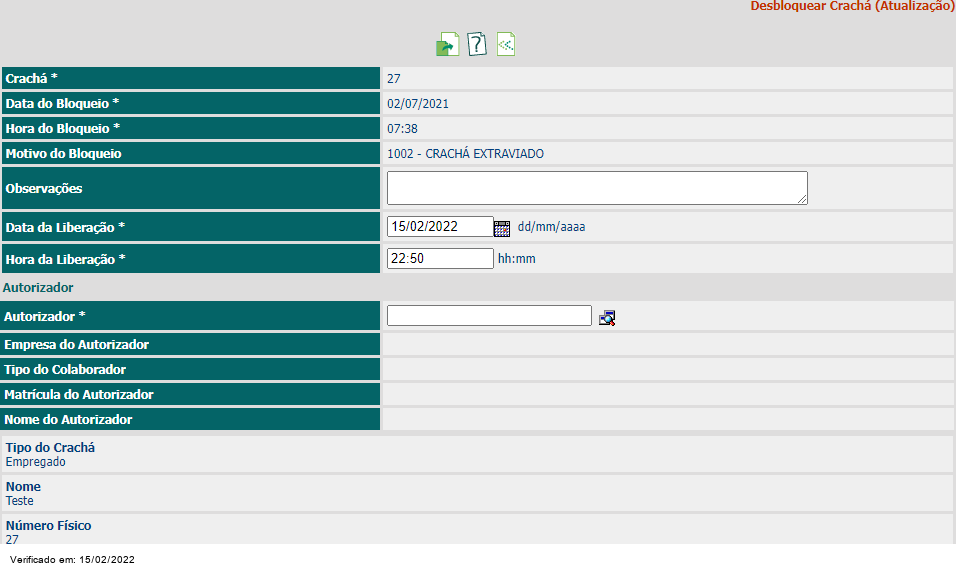 Desbloquear Crachá (Atualização)
Crachá * 27
Data do Bloqueio * 02/07/2021
Hora do Bloqueio * 07:38
Motivo do Bloqueio 1002 - CRACHÁ EXTRAVIADO
Observações
Data da Liberação * 15/02/2022 dd/mm/aaaa
Hora da Liberação * 22:50 hh:mm
Autorizador
Autorizador *
Empresa do Autorizador
Tipo do Colaborador
Matrícula do Autorizador
Nome do Autorizador
Tipo do Crachá
Empregado
Nome
Teste
Número Físico
27
Verificado em: 15/02/2022